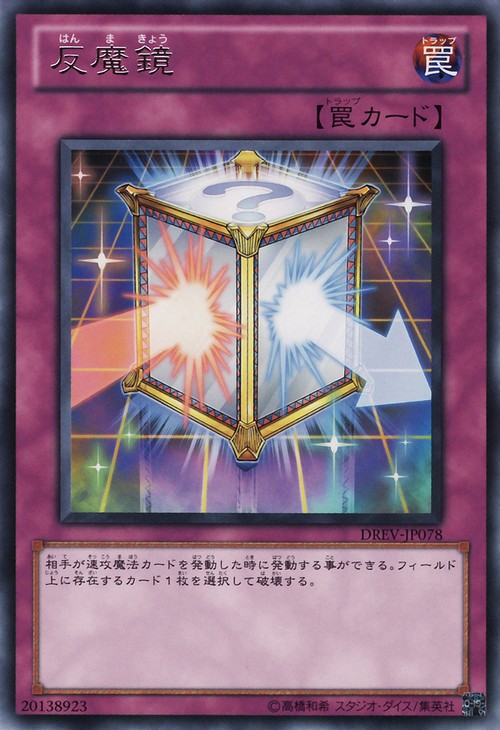 はん ま きょう
反魔鏡
トラップ
罠
トラップ
【罠カード】
?
DREV-JP078
あいて そっこう まほう はつどう とき はつどう こと
相手が速攻魔法カードを発動した時に発動する事ができる。フィールド
じょう そんざい まい せんたく はかい
上に存在するカード1枚を選択して破壊する。
20138923
©高橋和希 スタジオ・ダイス/集英社